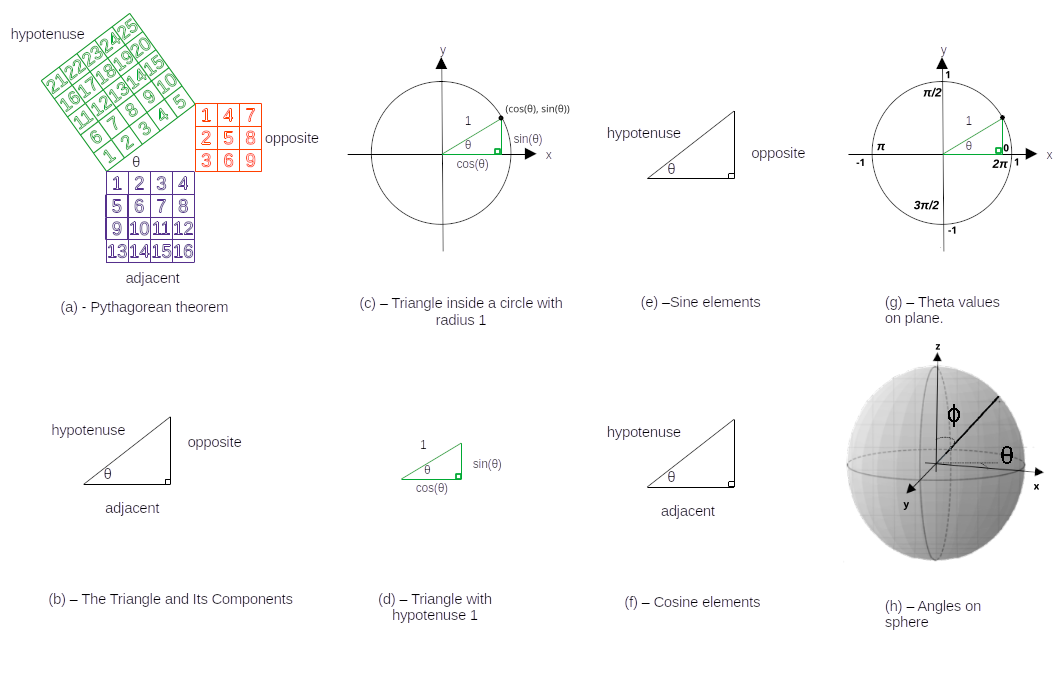 hypotenuse
21 22 23 24 25
16 17 18 19 20
11 12 13 14 15
6 7 8 9 10
1 2 3 4 5
1 4 7
2 5 8
3 6 9
opposite
θ
1 2 3 4
5 6 7 8
9 10 11 12
13 14 15 16
adjacent
(a) - Pythagorean theorem
y
(cos(θ), sin(θ))
1
θ
sin(θ)
cos(θ)
x
(c) – Triangle inside a circle with
radius 1
hypotenuse
opposite
θ
(e) –Sine elements
y
1
π/2
1
π
θ
0
x
-1
2π
1
3π/2
-1
(g) – Theta values
on plane.
hypotenuse
opposite
θ
adjacent
(b) – The Triangle and Its Components
1
θ
sin(θ)
cos(θ)
(d) – Triangle with
hypotenuse 1
hypotenuse
θ
adjacent
(f) – Cosine elements
z
ϕ
θ
x
y
(h) – Angles on
sphere